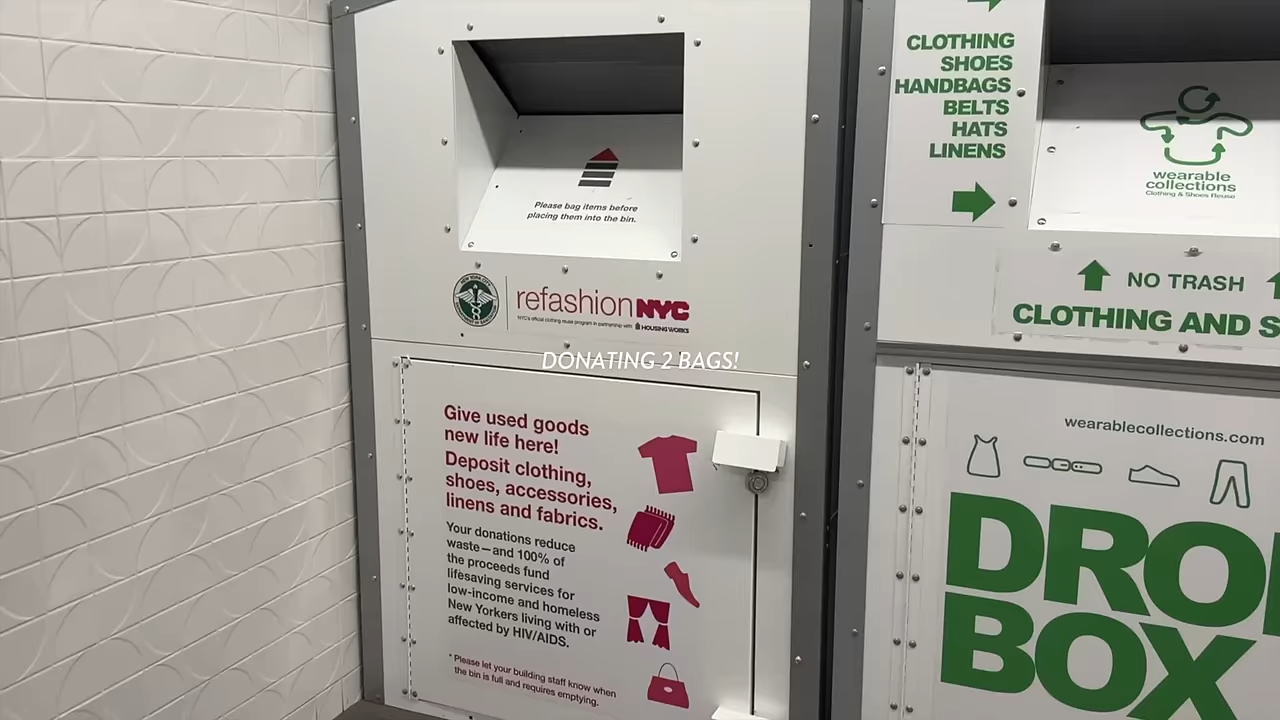 Please bag items before
placing them into the bin.
refashionNYC
NYC's official clothing reuse program in partnership with HOUSING WORKS
DONATING 2 BAGS!
Give used goods
new life here!
Deposit clothing,
shoes, accessories,
linens and fabrics.
Your donations reduce
waste—and 100% of
the proceeds fund
lifesaving services for
low-income and homeless
New Yorkers living with or
affected by HIV/AIDS.
* Please let your building staff know when
the bin is full and requires emptying.
CLOTHING
SHOES
HANDBAGS
BELTS
HATS
LINENS
wearable
collections
Clothing & Shoes Reuse
NO TRASH
CLOTHING AND S
wearablecollections.com
DRO
BOX